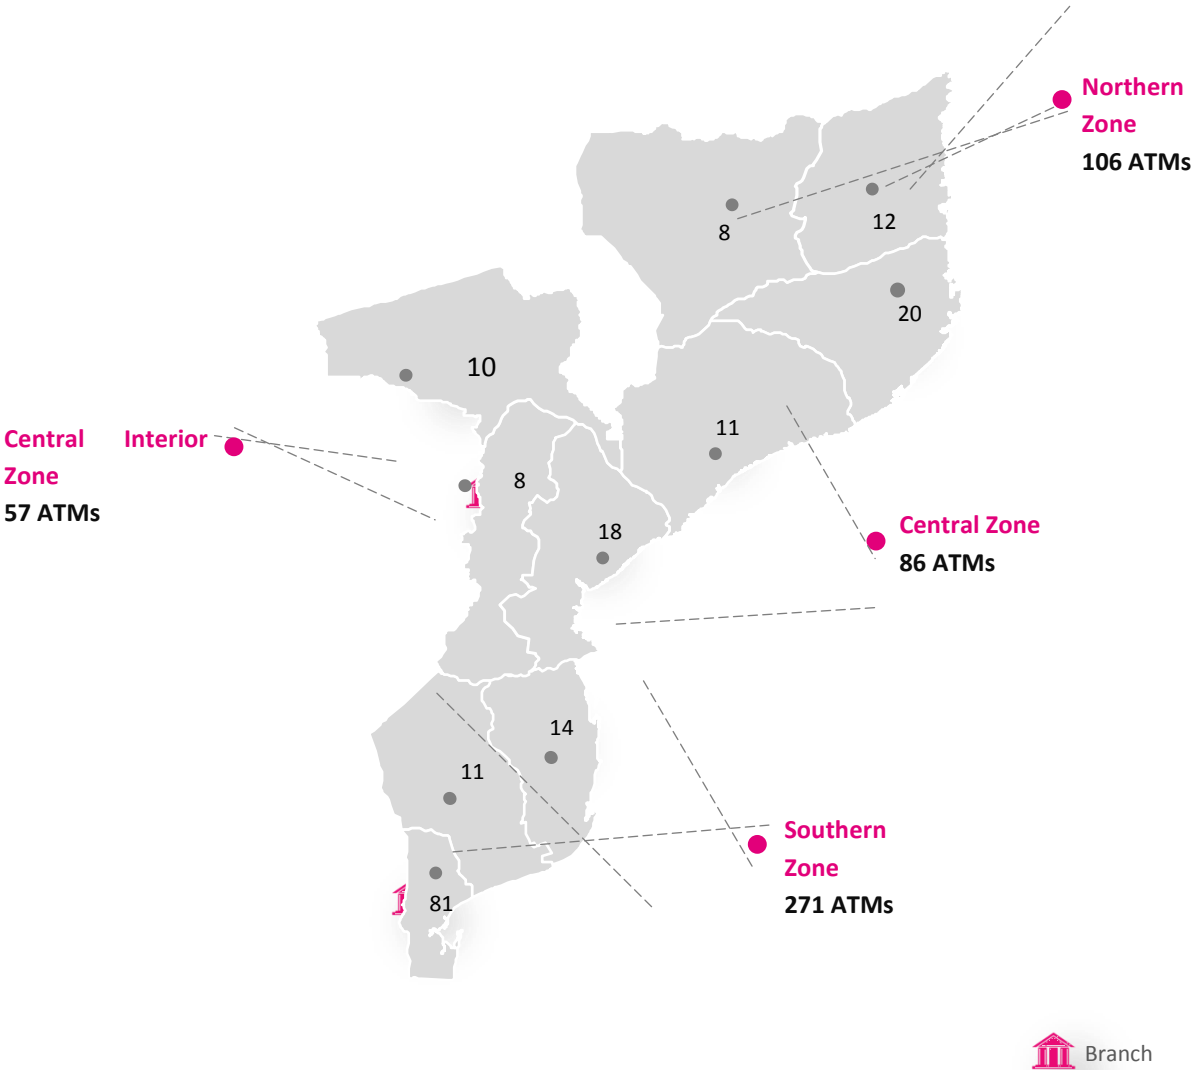 Northern
Zone
106 ATMs
8
12
20
10
11
Central Interior
Zone
57 ATMs
8
18
Central Zone
86 ATMs
14
11
Southern
Zone
271 ATMs
81
Branch